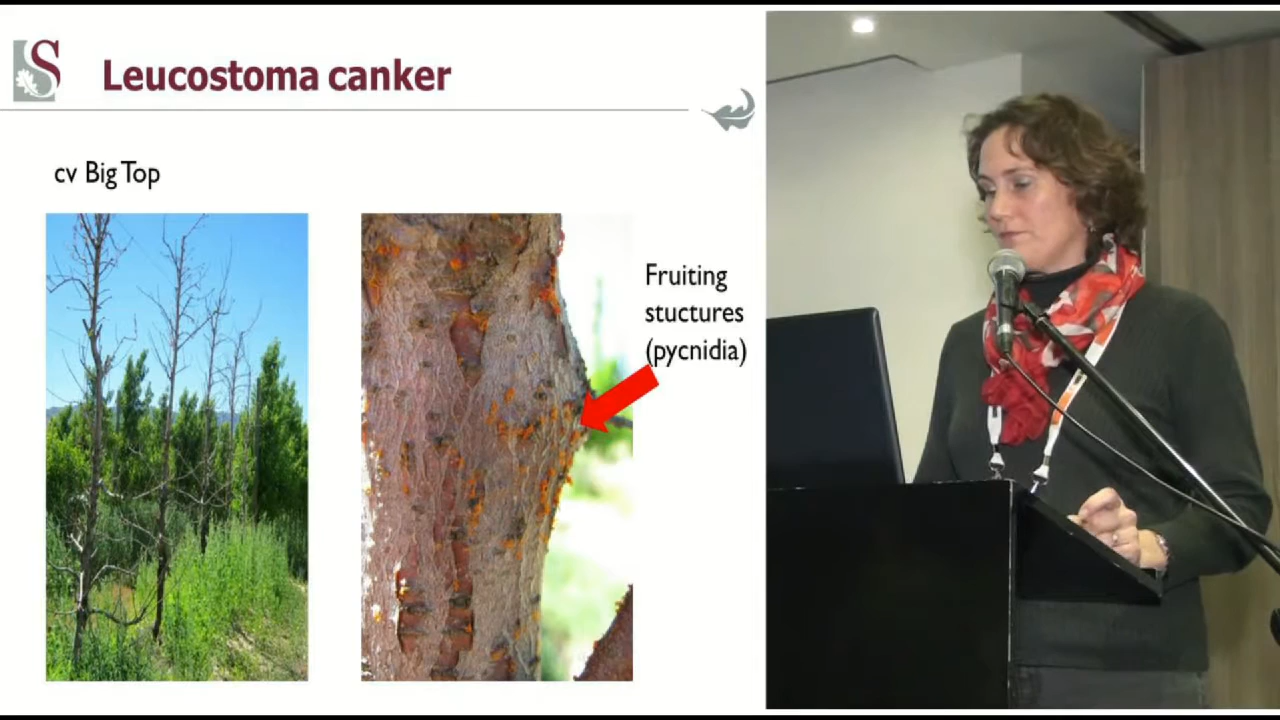 S
Leucostoma canker
cv Big Top
Fruiting
stuctures
(pycnidia)